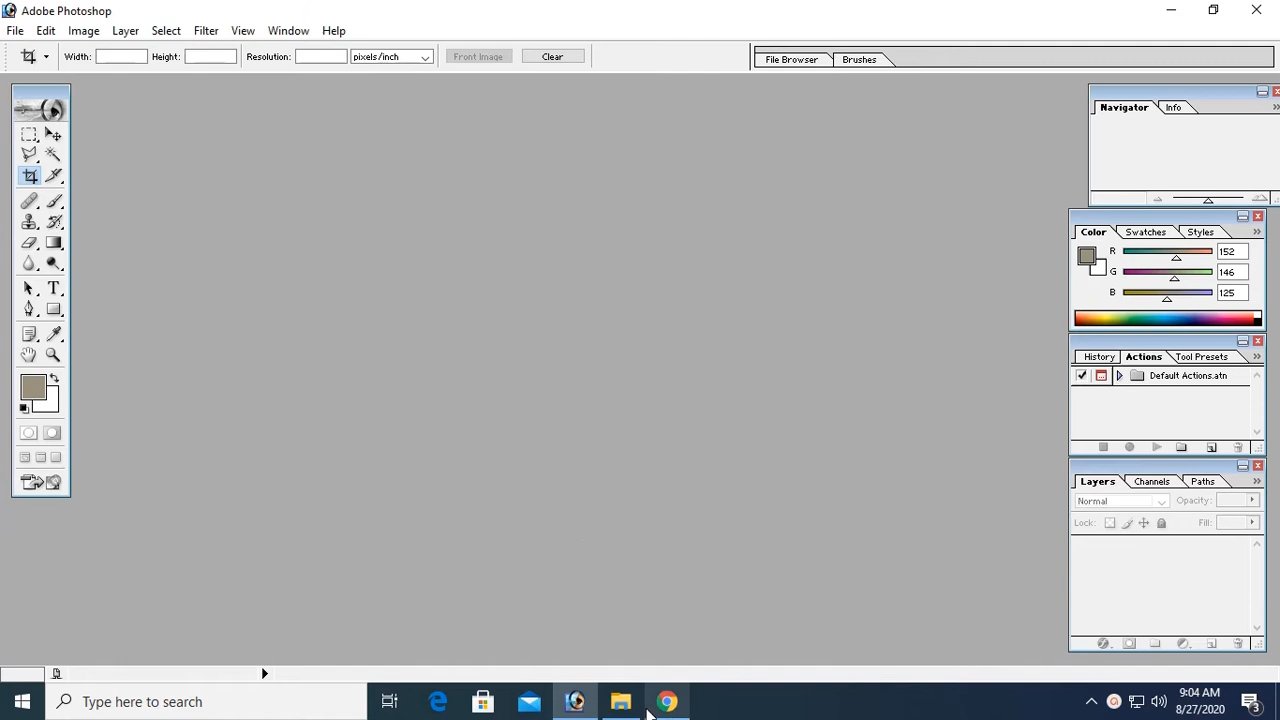 Adobe Photoshop
File Edit Image Layer Select Filter View Window Help
Width: Height: Resolution: pixels/inch Front Image Clear File Browser Brushes
Navigator Info
Color Swatches Styles
R 152
G 146
B 125
History Actions Tool Presets
Default Actions.atn
Layers Channels Paths
Normal Opacity:
Lock: Fill:
Type here to search
9:04 AM
8/27/2020
3